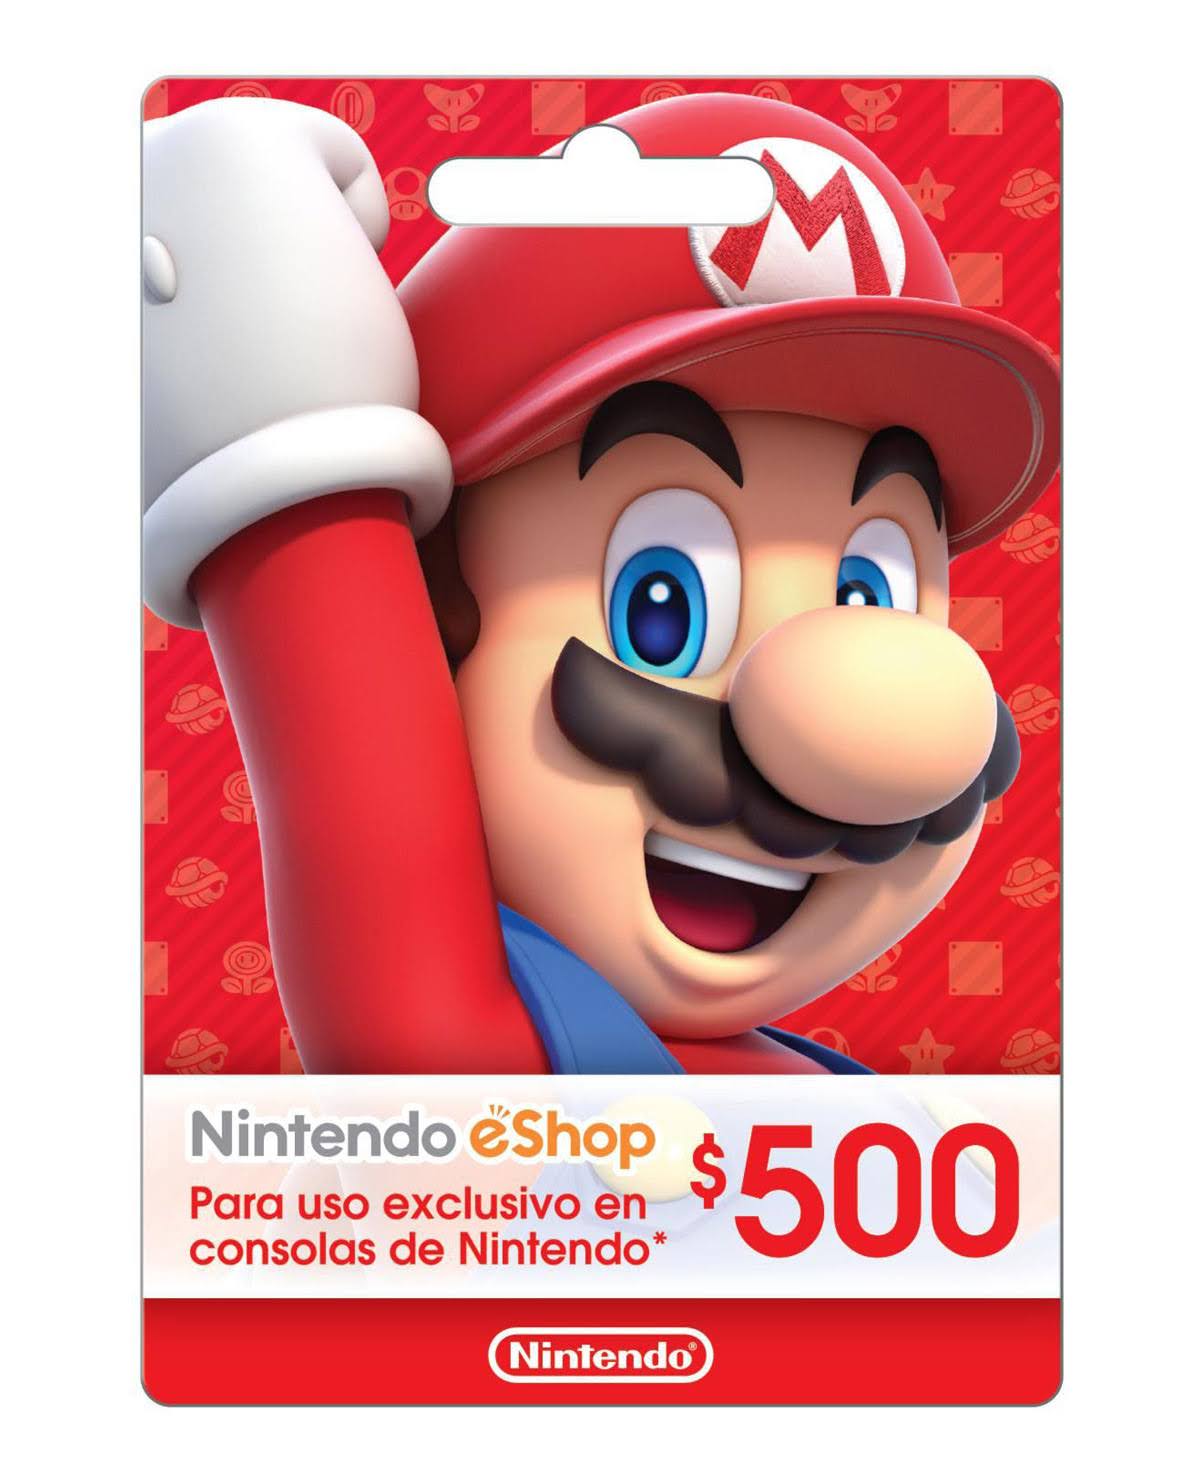 M
Nintendo eShop
$500
Para uso exclusivo en
consolas de Nintendo*
Nintendo®